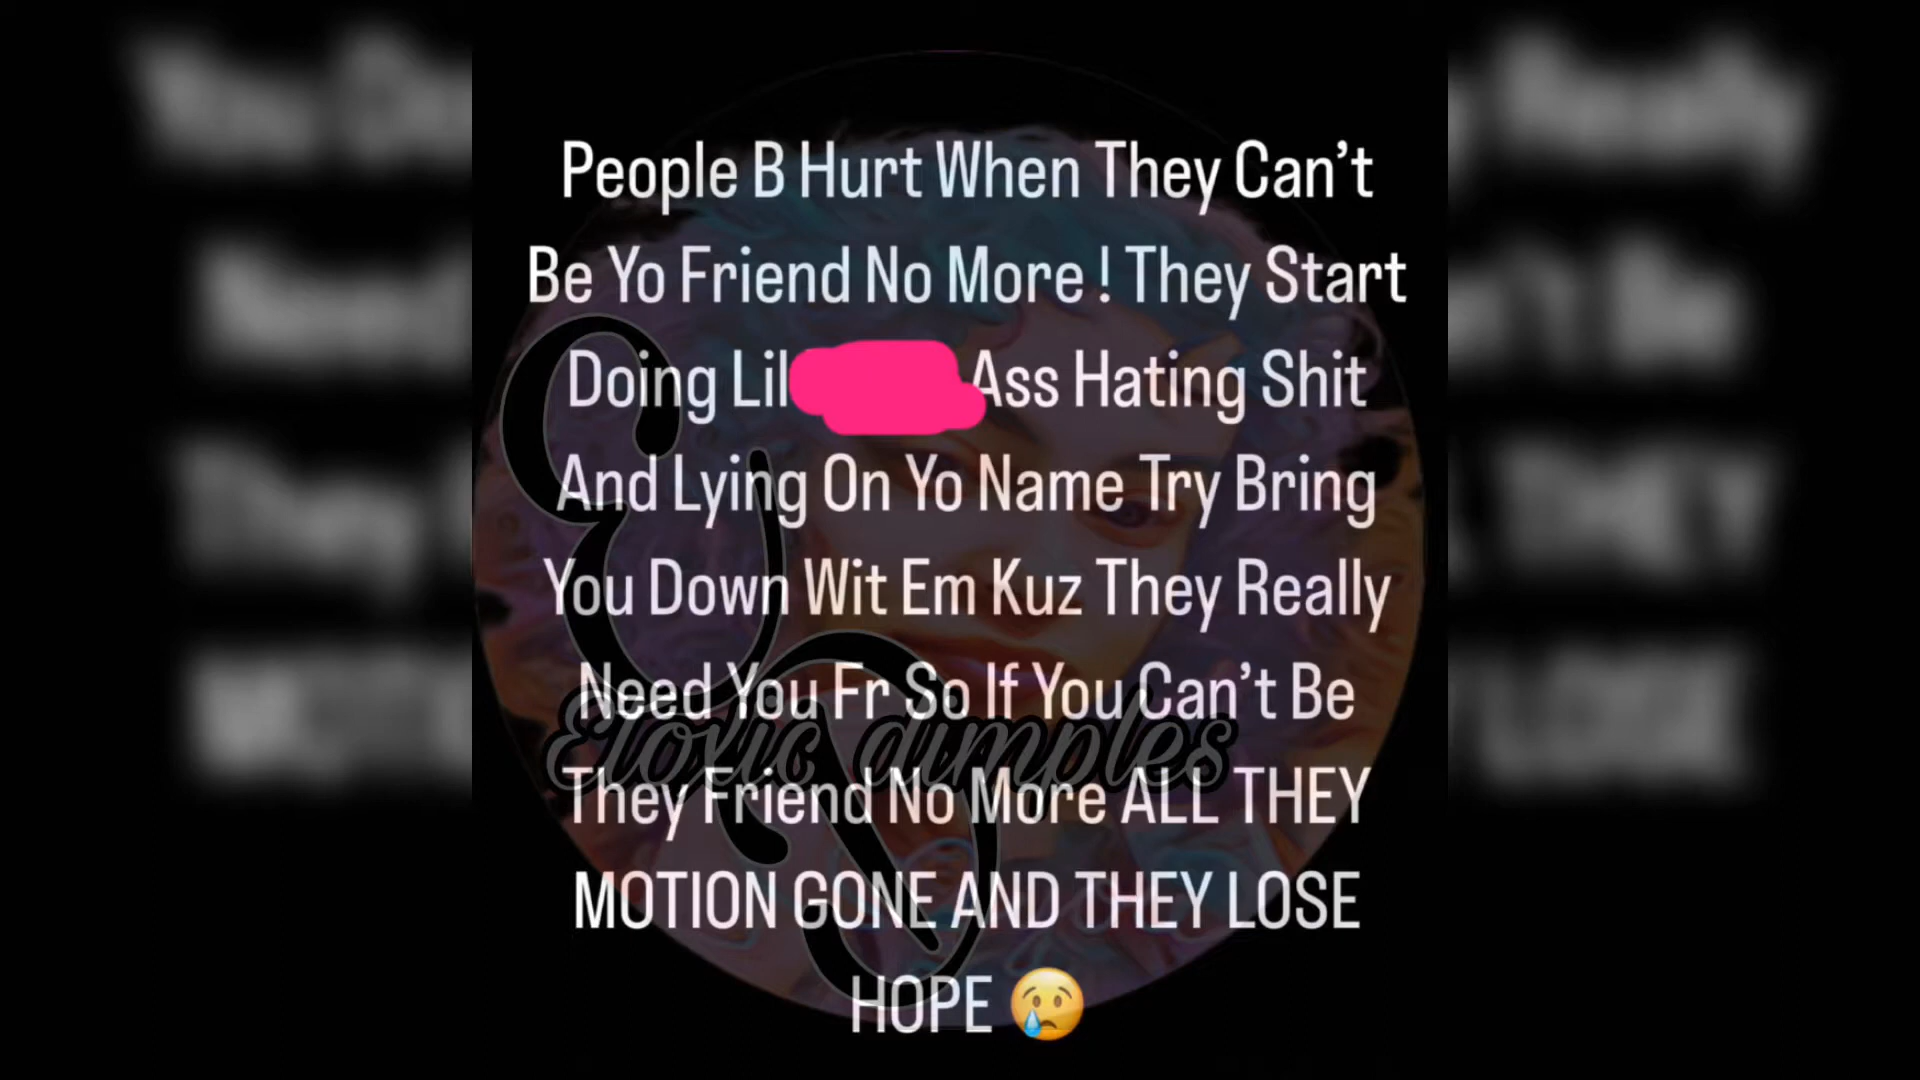 People B Hurt When They Can't
Be Yo Friend No More ! They Start
Doing Lil Ass Hating Shit
And Lying On Yo Name Try Bring
You Down Wit Em Kuz They Really
Need You Fr So If You Can't Be
Etoxic dimples
They Friend No More ALL THEY
MOTION GONE AND THEY LOSE
HOPE 😢